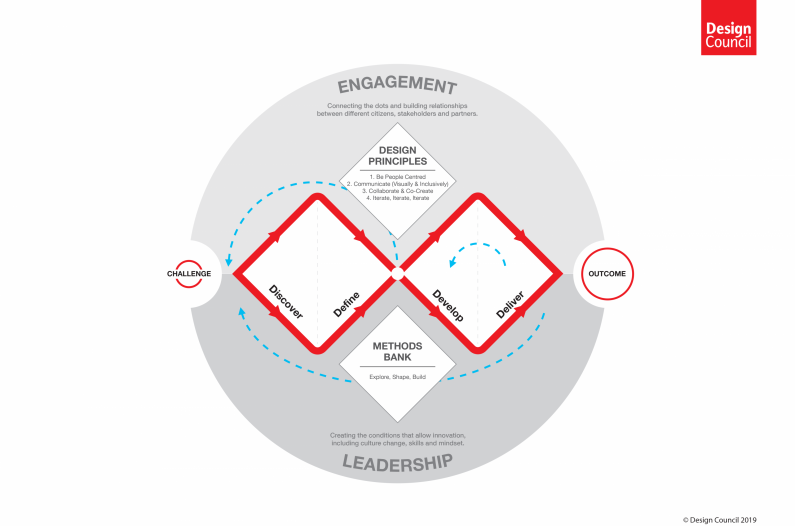 Design
Council
ENGAGEMENT
Connecting the dots and building relationships
between different citizens, stakeholders and partners.
DESIGN
PRINCIPLES
1. Be People Centred
2. Communicate (Visually & Inclusively)
3. Collaborate & Co-Create
4. Iterate, Iterate, Iterate
CHALLENGE
OUTCOME
Discover
Define
Develop
Deliver
METHODS
BANK
Explore, Shape, Build
Creating the conditions that allow innovation,
including culture change, skills and mindset.
LEADERSHIP
© Design Council 2019